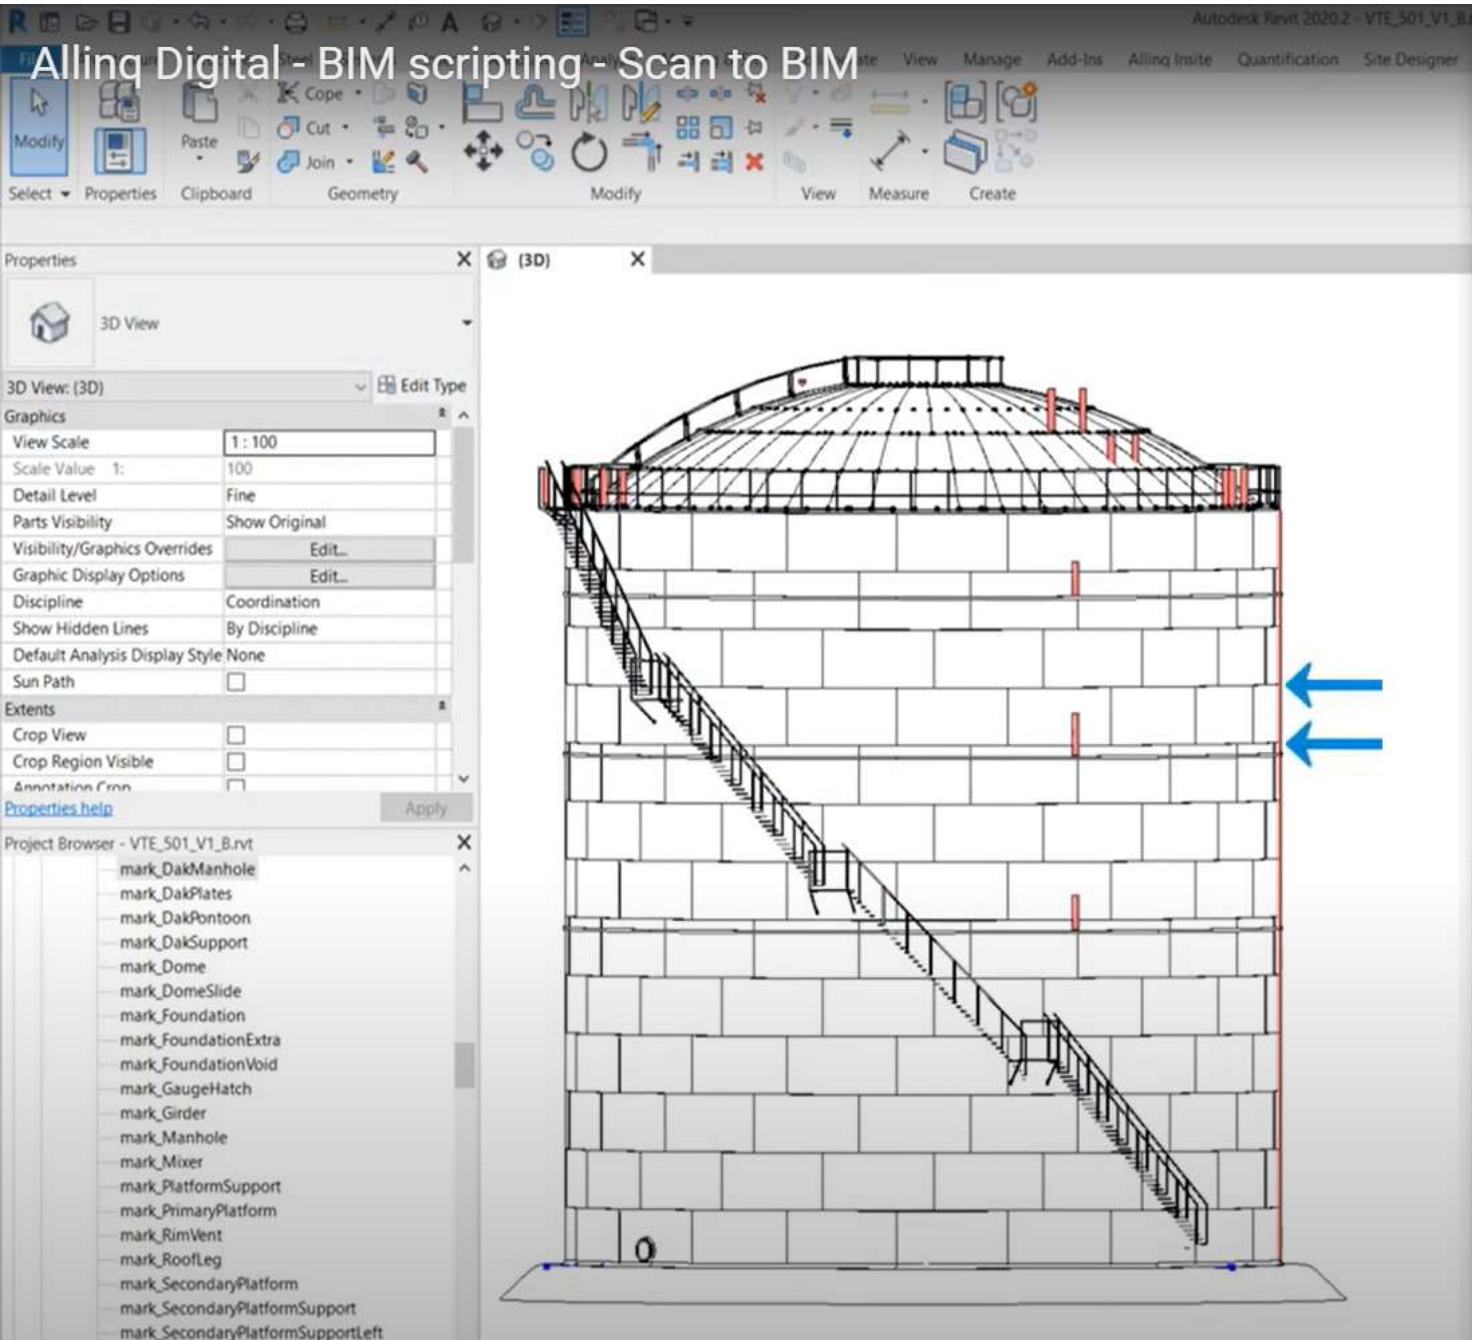 Autodesk Revit 2020.2 - VTE_501_V1_B.
Allinq Digital - BIM scripting - Scan to BIM
View Manage Add-Ins Allinq Insite Quantification Site Designer
Modify
Paste
Cope
Cut
Join
Select Properties Clipboard Geometry Modify View Measure Create
Properties
(3D)
3D View
3D View: (3D) Edit Type
Graphics
View Scale 1 : 100
Scale Value 1: 100
Detail Level Fine
Parts Visibility Show Original
Visibility/Graphics Overrides Edit...
Graphic Display Options Edit...
Discipline Coordination
Show Hidden Lines By Discipline
Default Analysis Display Style None
Sun Path
Extents
Crop View
Crop Region Visible
Annotation Crop
Properties help Apply
Project Browser - VTE_501_V1_B.rvt
mark_DakManhole
mark_DakPlates
mark_DakPontoon
mark_DakSupport
mark_Dome
mark_DomeSlide
mark_Foundation
mark_FoundationExtra
mark_FoundationVoid
mark_GaugeHatch
mark_Girder
mark_Manhole
mark_Mixer
mark_PlatformSupport
mark_PrimaryPlatform
mark_RimVent
mark_RoofLeg
mark_SecondaryPlatform
mark_SecondaryPlatformSupport
mark_SecondaryPlatformSupportLeft